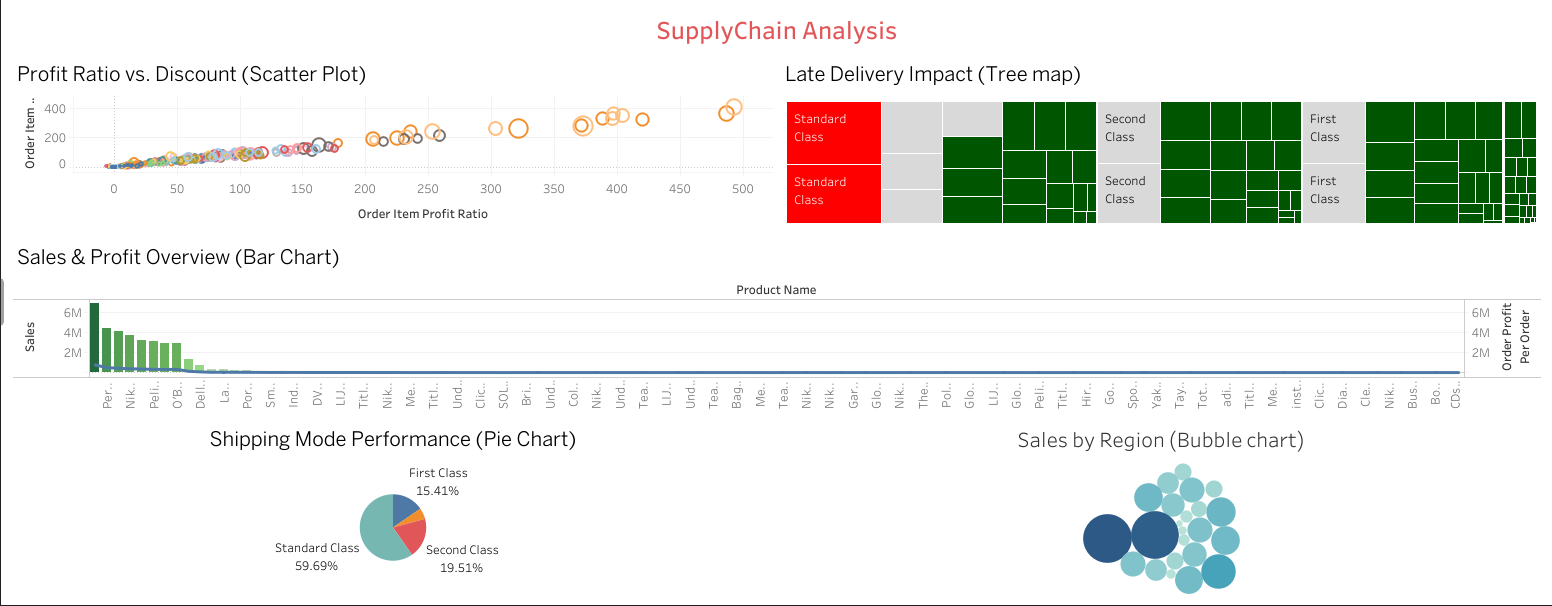 SupplyChain Analysis
Profit Ratio vs. Discount (Scatter Plot)
Order Item ..
400
200
0
0 50 100 150 200 250 300 350 400 450 500
Order Item Profit Ratio
Late Delivery Impact (Tree map)
Standard
Class
Standard
Class
Second
Class
Second
Class
First
Class
First
Class
Sales & Profit Overview (Bar Chart)
Product Name
Sales
6M
4M
2M
6M
4M
2M
Order Profit
Per Order
Per..
Nik..
Peli..
O'B..
Dell..
La..
Por..
Sm..
Ind..
DV..
LIJ..
Titl..
Nik..
Me..
Titl..
Und..
Clic..
SOL..
Bri..
Und..
Col..
Nik..
Und..
Tea..
LIJ..
Und..
Tea..
Bag..
Me..
Tea..
Nik..
Nik..
Gar..
Glo..
Nik..
The..
Pol..
Glo..
LIJ..
Glo..
Peli..
Titl..
Hir..
Go..
Spo..
Yak..
Tay..
Tot..
adi..
Titl..
Me..
inst..
Clic..
Dia..
Cle..
Nik..
Bus..
Bo..
CDs..
Shipping Mode Performance (Pie Chart)
First Class
15.41%
Standard Class
59.69%
Second Class
19.51%
Sales by Region (Bubble chart)